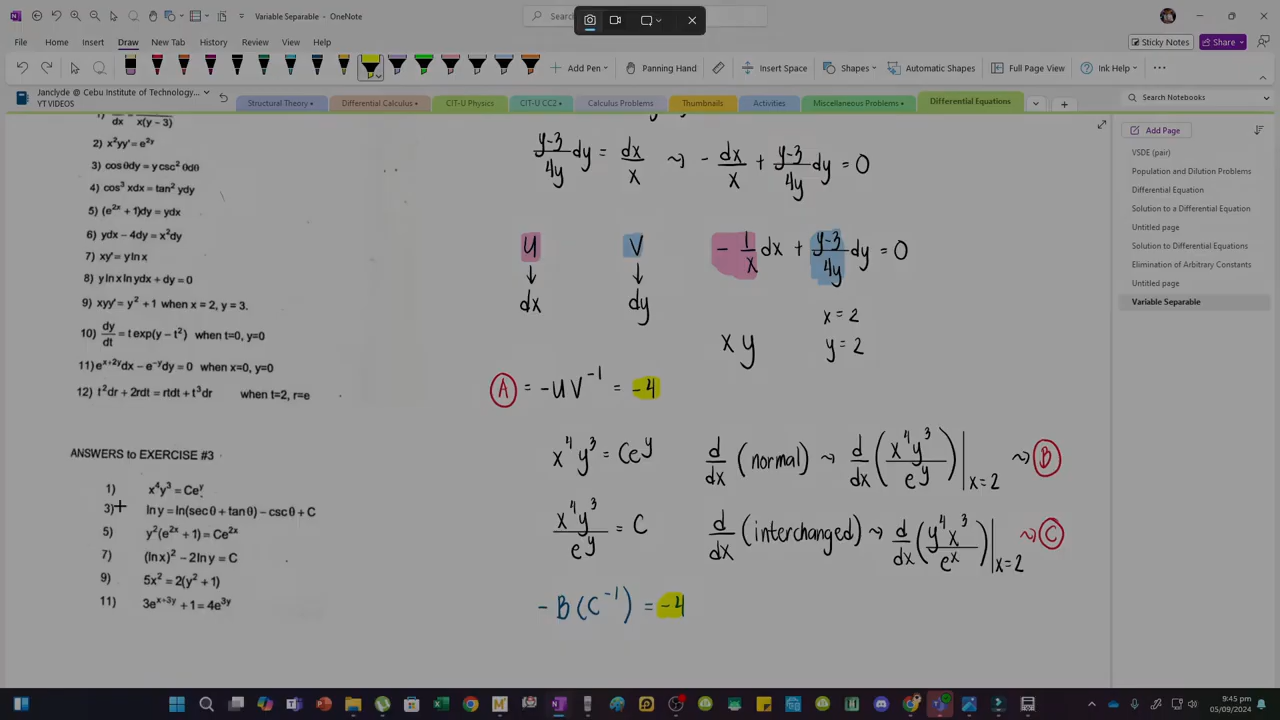 Variable Separable - OneNote
File Home Insert Draw New Tab History Review View Help
Sticky Notes Share
Add Pen Panning Hand Insert Space Shapes Automatic Shapes Full Page View Ink Help
Janclyde @ Cebu Institute of Technology...
YT VIDEOS
Structural Theory Differential Calculus CIT-U Physics CIT-U CC2 Calculus Problems Thumbnails Activities Miscellaneous Problems Differential Equations
Search Notebooks
Add Page
VSDE (pair)
Population and Dilution Problems
Differential Equation
Solution to a Differential Equation
Untitled page
Solution to Differential Equations
Elimination of Arbitrary Constants
Untitled page
Variable Separable
dx x(y − 3)
2) x²yy' = e^{2y}
3) cosθdy = y csc² θdθ
4) cos³ xdx = tan² ydy
5) (e^{2x} + 1)dy = ydx
6) ydx − 4dy = x²dy
7) xy' = y ln x
8) y ln x ln ydx + dy = 0
9) xyy' = y² + 1 when x = 2, y = 3.
10) dy/dt = t exp(y − t²) when t=0, y=0
11) e^{x+2y}dx − e^{−y}dy = 0 when x=0, y=0
12) t²dr + 2rdt = rtdt + t³dr when t=2, r=e
ANSWERS to EXERCISE #3
1) x⁴y³ = Ce^y
3) ln y = ln(sec θ + tan θ) − csc θ + C
5) y²(e^{2x} + 1) = Ce^{2x}
7) (ln x)² − 2 ln y = C
9) 5x² = 2(y² + 1)
11) 3e^{x+3y} + 1 = 4e^{3y}
y-3/4y dy = dx/x ⤳ - dx/x + y-3/4y dy = 0
U V - 1/x dx + y-3/4y dy = 0
↓ ↓
dx dy
x = 2
x y y = 2
A = -UV⁻¹ = -4
x⁴y³ = Ce^y d/dx (normal) ⤳ d/dx (x⁴y³/e^y)|x=2 ⤳ B
x⁴y³/e^y = C d/dx (interchanged) ⤳ d/dx (y⁴x³/e^x)|x=2 ⤳ C
- B(C⁻¹) = -4
9:45 pm
05/09/2024